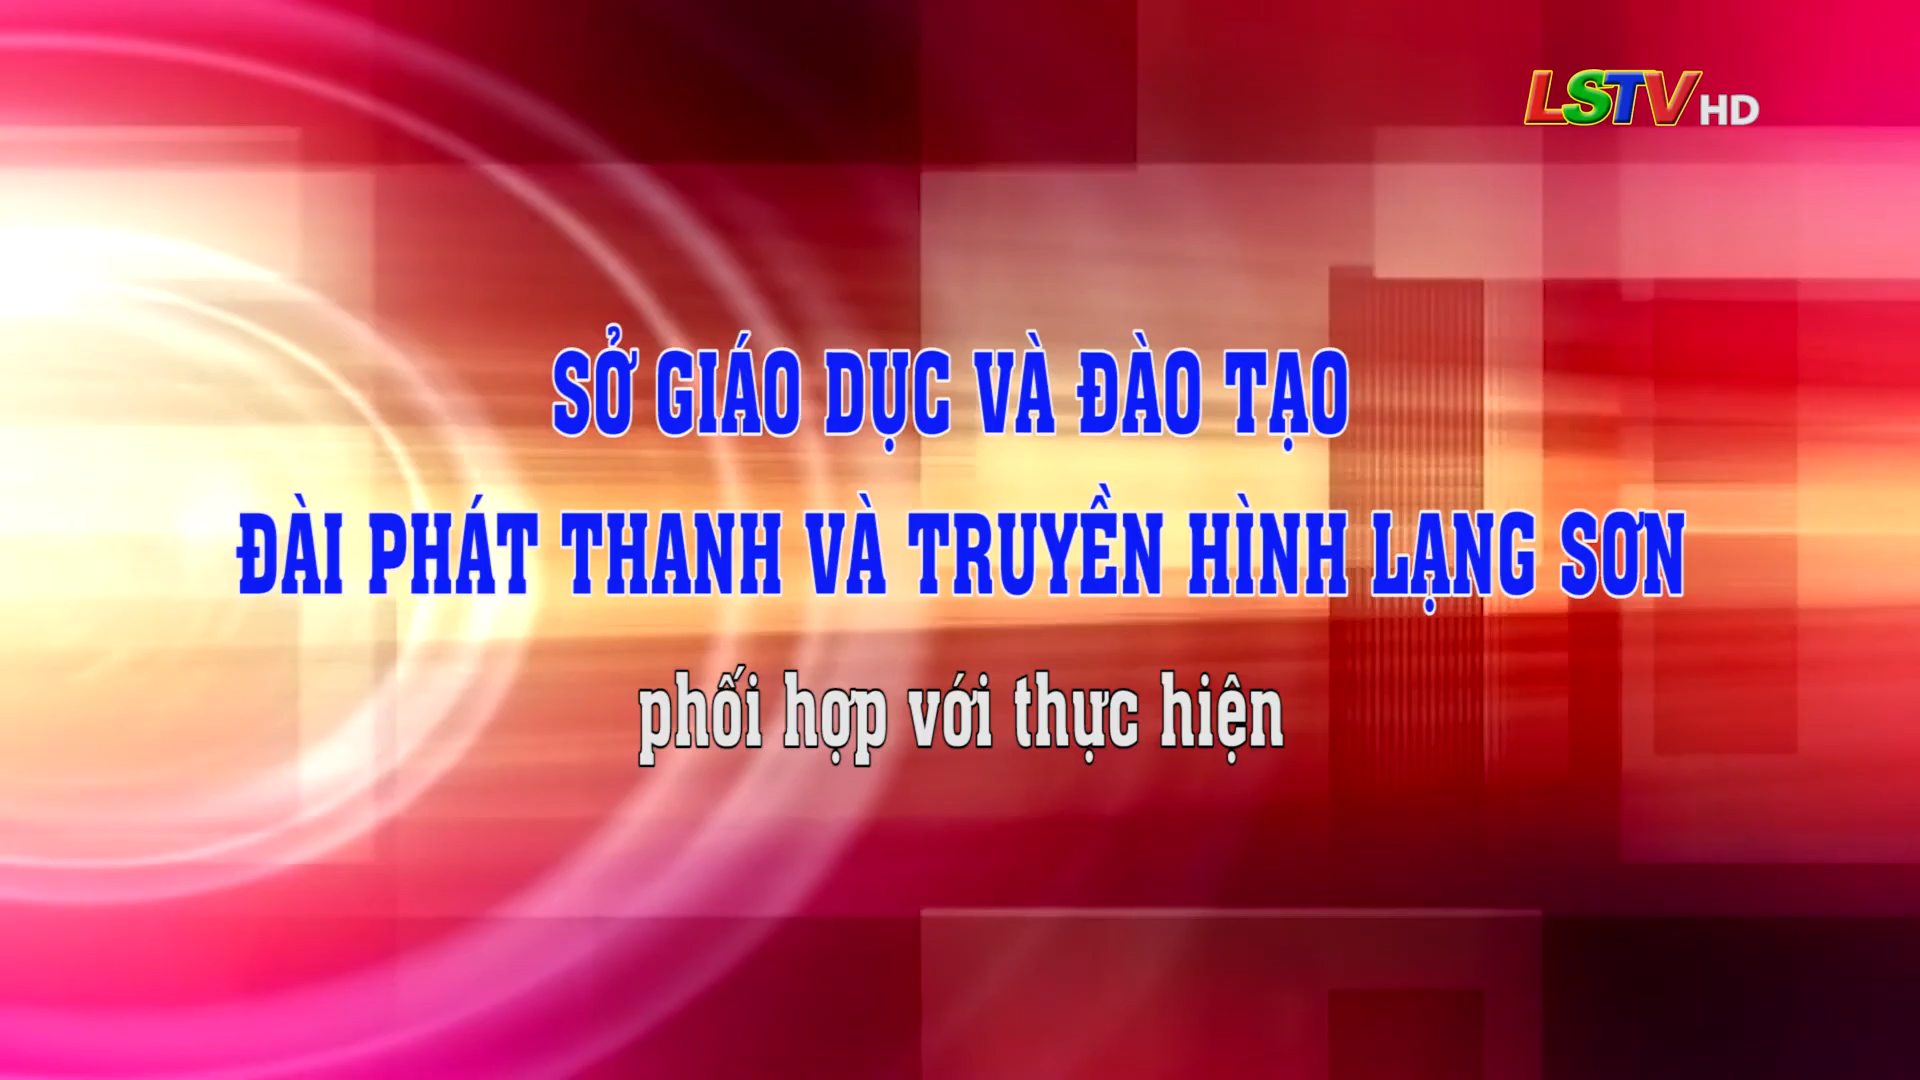 LSTV HD
SỞ GIÁO DỤC VÀ ĐÀO TẠO
ĐÀI PHÁT THANH VÀ TRUYỀN HÌNH LẠNG SƠN
phối hợp với thực hiện